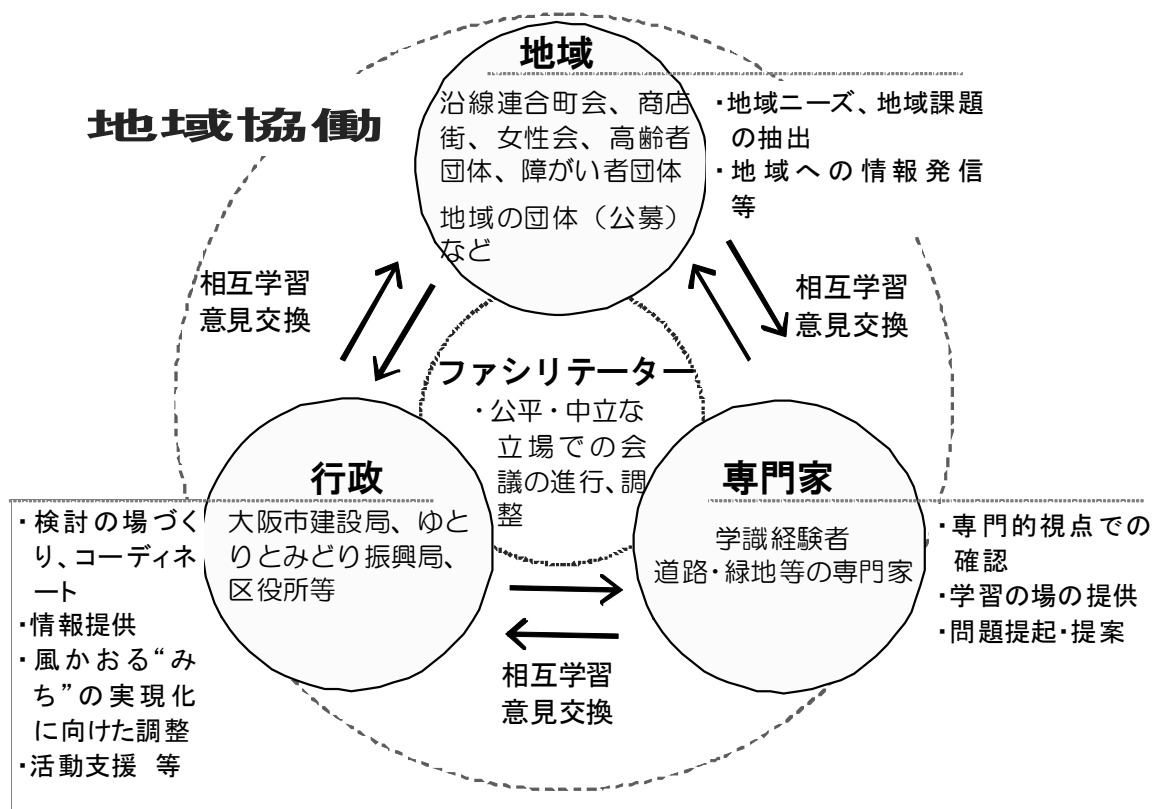 地域
地域協働
沿線連合町会、商店
街、女性会、高齢者
団体、障がい者団体
地域の団体（公募）
など
・地域ニーズ、地域課題
の抽出
・地域への情報発信
等
相互学習
意見交換
相互学習
意見交換
ファシリテーター
・公平・中立な
立場での会
議の進行、調
整
行政
大阪市建設局、ゆと
りとみどり振興局、
区役所等
・検討の場づく
り、コーディネ
ート
・情報提供
・風かおる“み
ち”の実現化
に向けた調整
・活動支援　等
専門家
学識経験者
道路・緑地等の専門家
・専門的視点での
確認
・学習の場の提供
・問題提起・提案
相互学習
意見交換